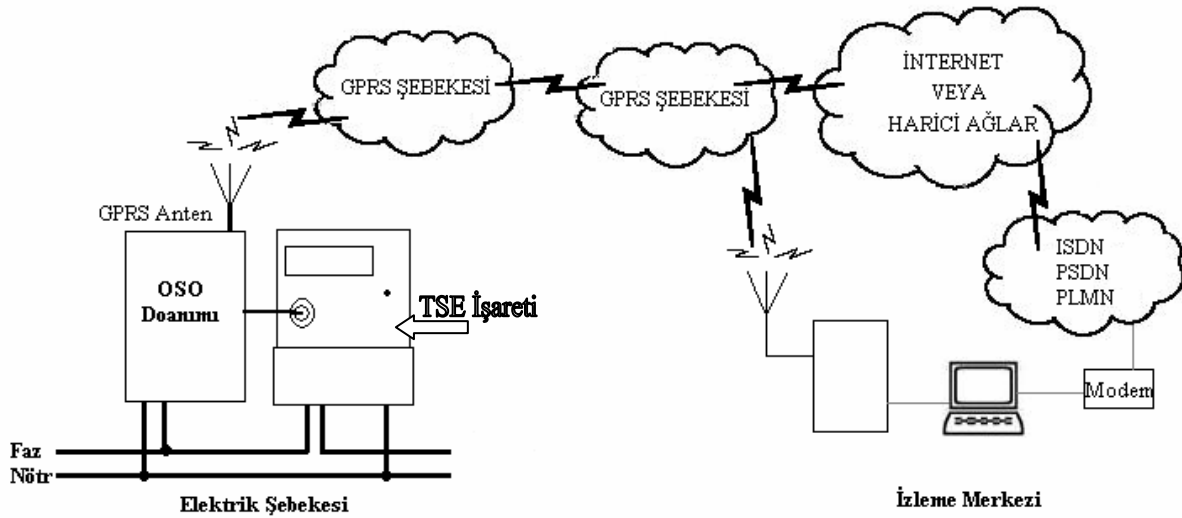 GPRS ŞEBEKESİ
GPRS ŞEBEKESİ
İNTERNET
VEYA
HARİCİ AĞLAR
GPRS Anten
OSO
Doanımı
TSE İşareti
ISDN
PSDN
PLMN
Modem
Faz
Nötr
Elektrik Şebekesi
İzleme Merkezi